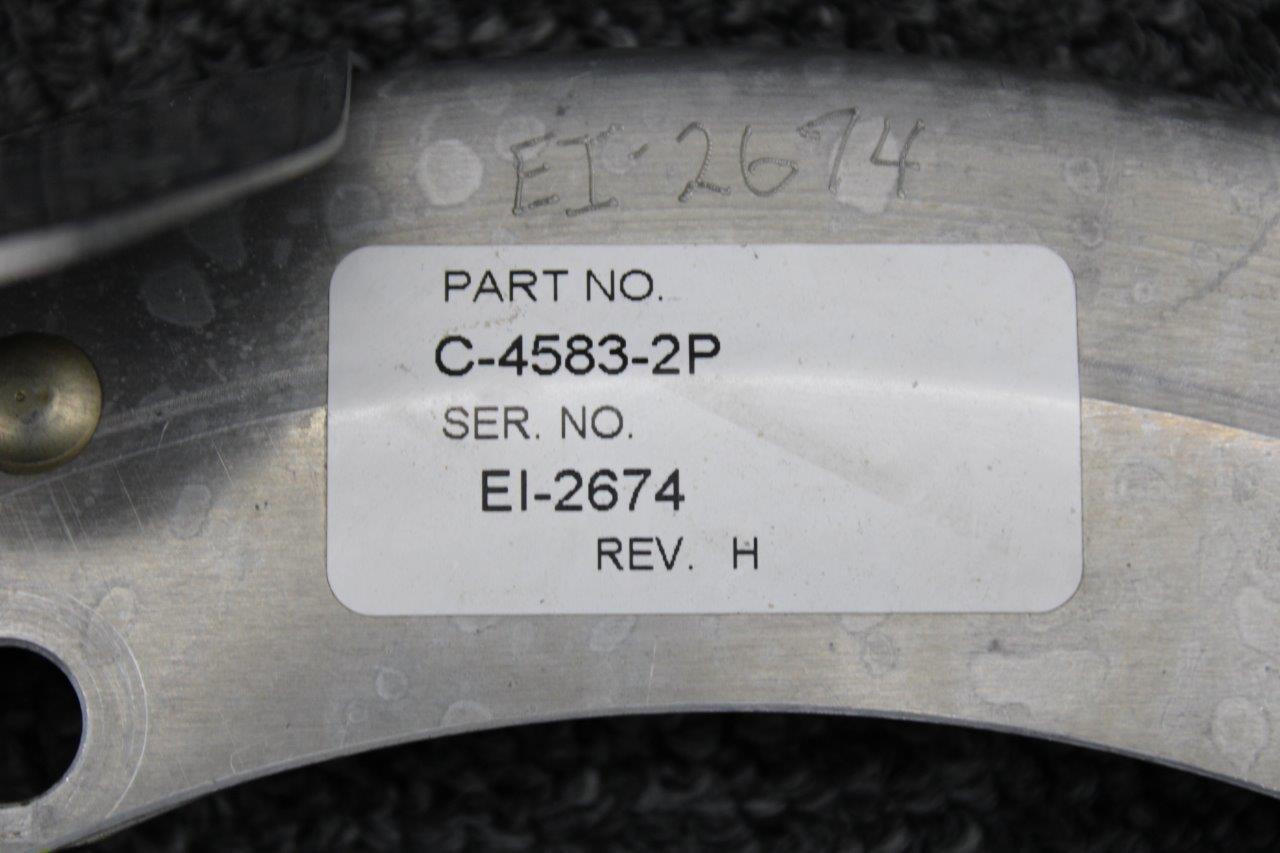 EI-2674
PART NO.
C-4583-2P
SER. NO.
EI-2674
REV. H